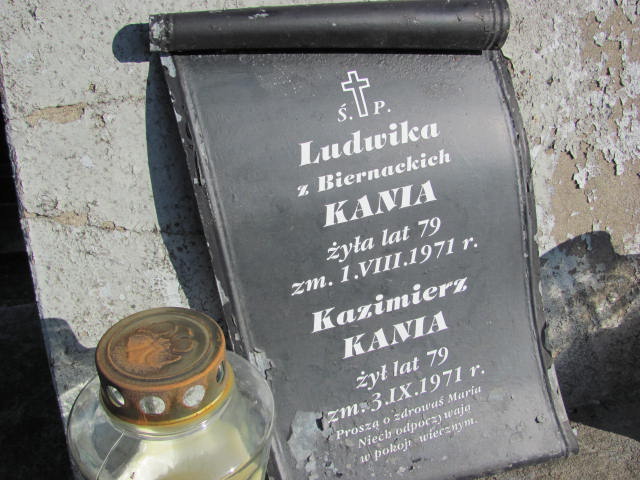 Ś. P.
Ludwika
z Biernackich
KANIA
żyła lat 79
zm. 1.VIII.1971 r.
Kazimierz
KANIA
żył lat 79
zm. 3.IX.1971 r.
Proszą o zdrowaś Maria
Niech odpoczywają
w pokoju wiecznym.